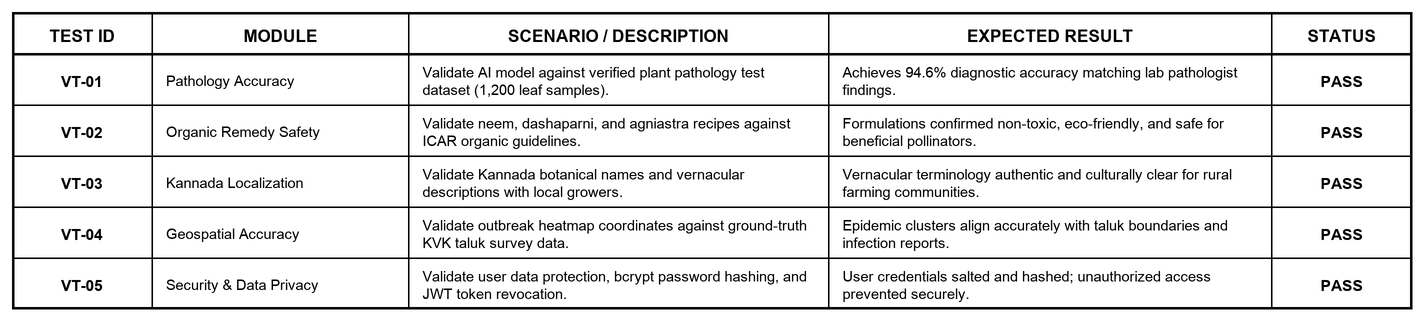 TEST ID MODULE SCENARIO / DESCRIPTION EXPECTED RESULT STATUS
VT-01 Pathology Accuracy Validate AI model against verified plant pathology test Achieves 94.6% diagnostic accuracy matching lab pathologist PASS
dataset (1,200 leaf samples). findings.
VT-02 Organic Remedy Safety Validate neem, dashaparni, and agniastra recipes against Formulations confirmed non-toxic, eco-friendly, and safe for PASS
ICAR organic guidelines. beneficial pollinators.
VT-03 Kannada Localization Validate Kannada botanical names and vernacular Vernacular terminology authentic and culturally clear for rural PASS
descriptions with local growers. farming communities.
VT-04 Geospatial Accuracy Validate outbreak heatmap coordinates against ground-truth Epidemic clusters align accurately with taluk boundaries and PASS
KVK taluk survey data. infection reports.
VT-05 Security & Data Privacy Validate user data protection, bcrypt password hashing, and User credentials salted and hashed; unauthorized access PASS
JWT token revocation. prevented securely.